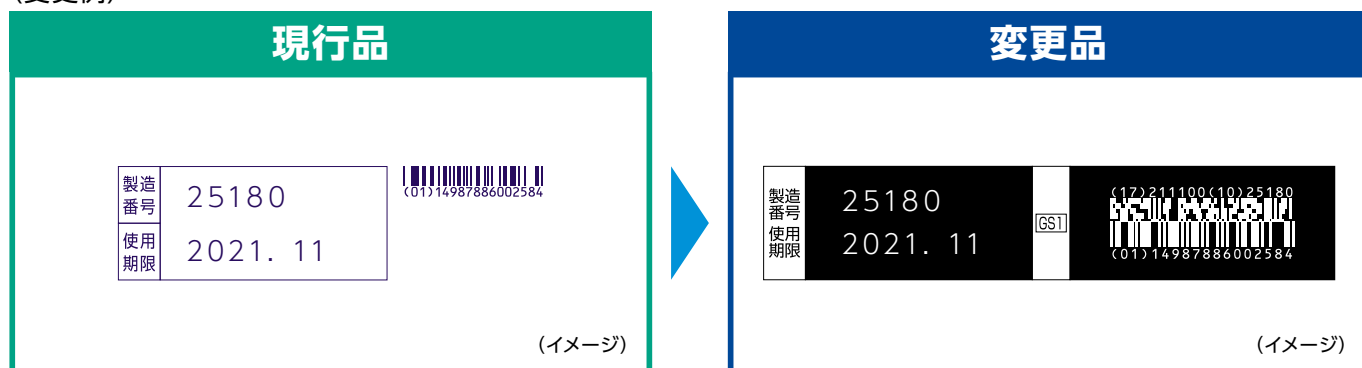 (変更例)
現行品
製造
番号
25180
使用
期限
2021. 11
(01)14987886002584
(イメージ)
変更品
製造
番号
使用
期限
25180
2021. 11
GS1
(17)211100(10)25180
(01)14987886002584
(イメージ)